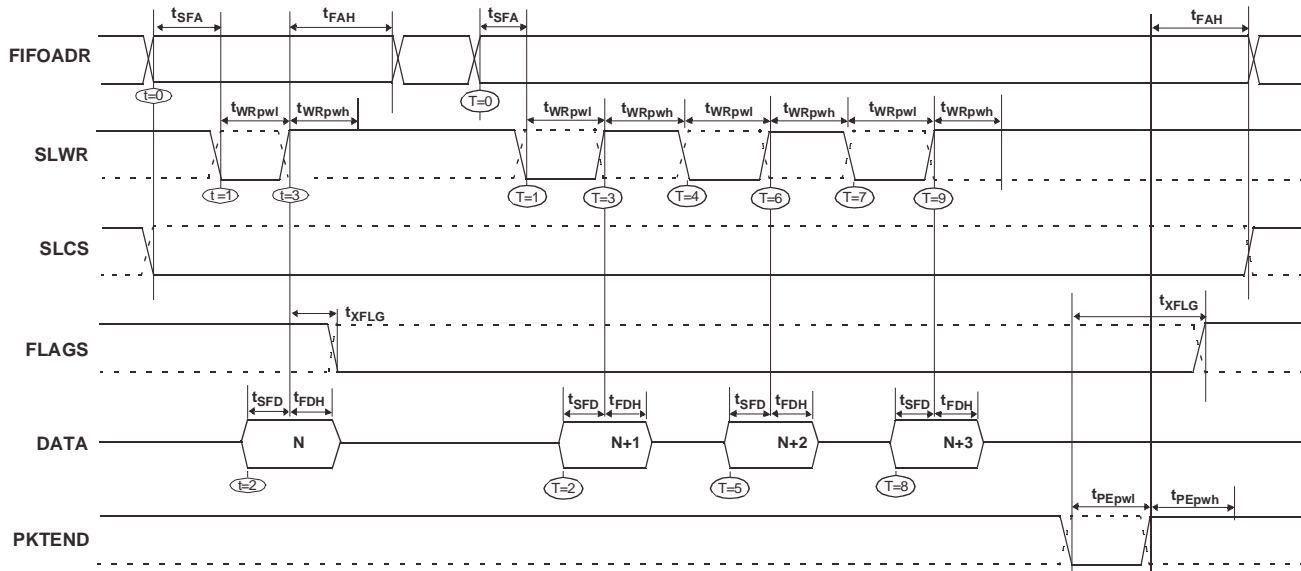 tSFA tFAH tSFA tFAH
FIFOADR
t=0 T=0
tWRpwl tWRpwh tWRpwl tWRpwh tWRpwl tWRpwh tWRpwl tWRpwh
SLWR
t=1 t=3 T=1 T=3 T=4 T=6 T=7 T=9
SLCS
tXFLG tXFLG
FLAGS
tSFD tFDH tSFD tFDH tSFD tFDH tSFD tFDH
DATA N N+1 N+2 N+3
t=2 T=2 T=5 T=8
tPEpwl tPEpwh
PKTEND